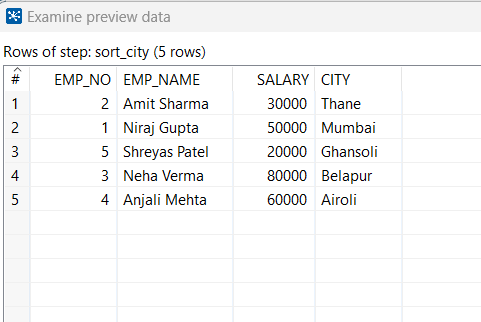 Examine preview data
Rows of step: sort_city (5 rows)
# EMP_NO EMP_NAME SALARY CITY
1 2 Amit Sharma 30000 Thane
2 1 Niraj Gupta 50000 Mumbai
3 5 Shreyas Patel 20000 Ghansoli
4 3 Neha Verma 80000 Belapur
5 4 Anjali Mehta 60000 Airoli